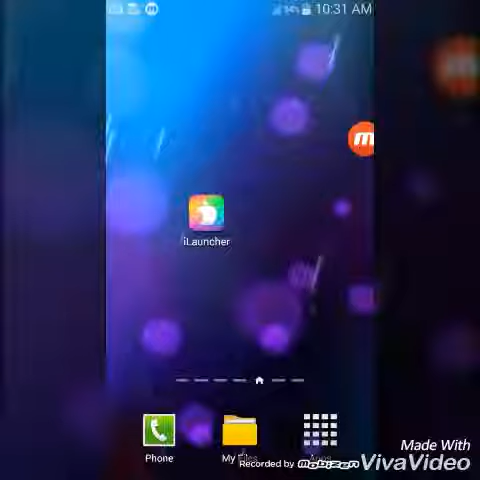 10:31 AM
iLauncher
Phone
My Files
Apps
Made With
Recorded by mobizen VivaVideo